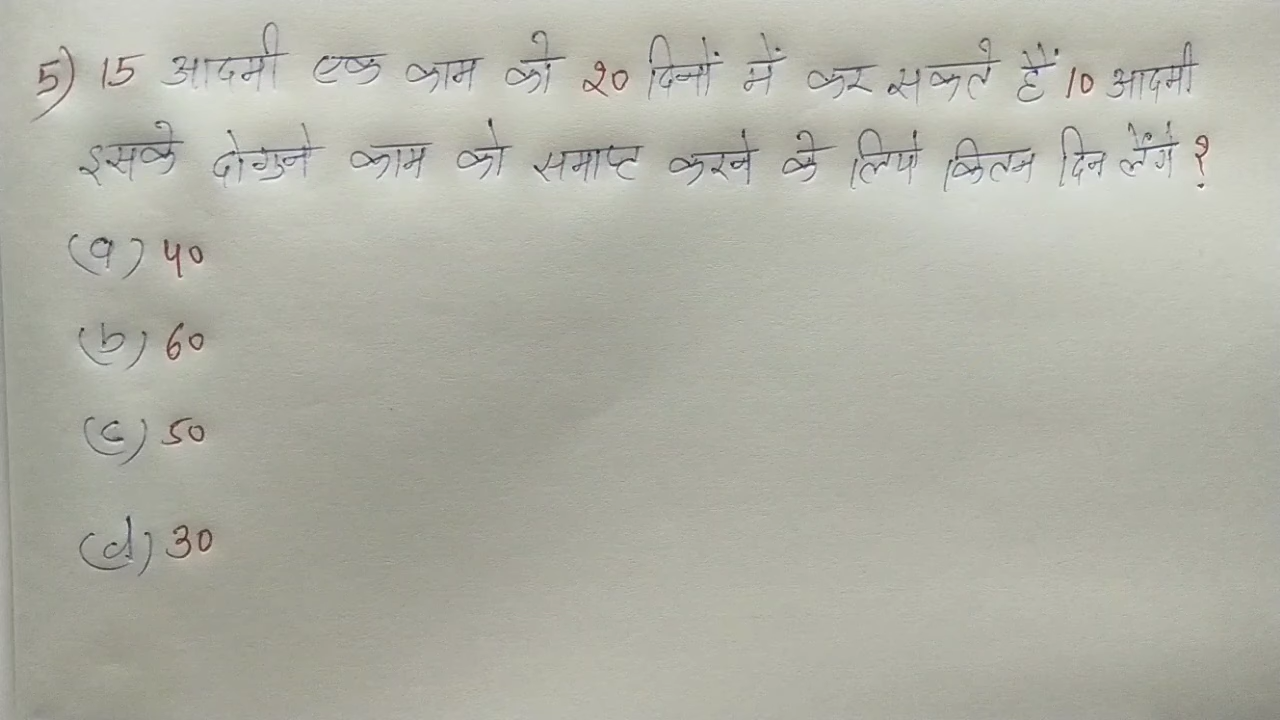 5) 15 आदमी एक काम को 20 दिनों में कर सकते हैं 10 आदमी
इसके दोगुने काम को समाप्त करने के लिये कितन दिन लेंगे ?
(a) 40
(b) 60
(c) 50
(d) 30